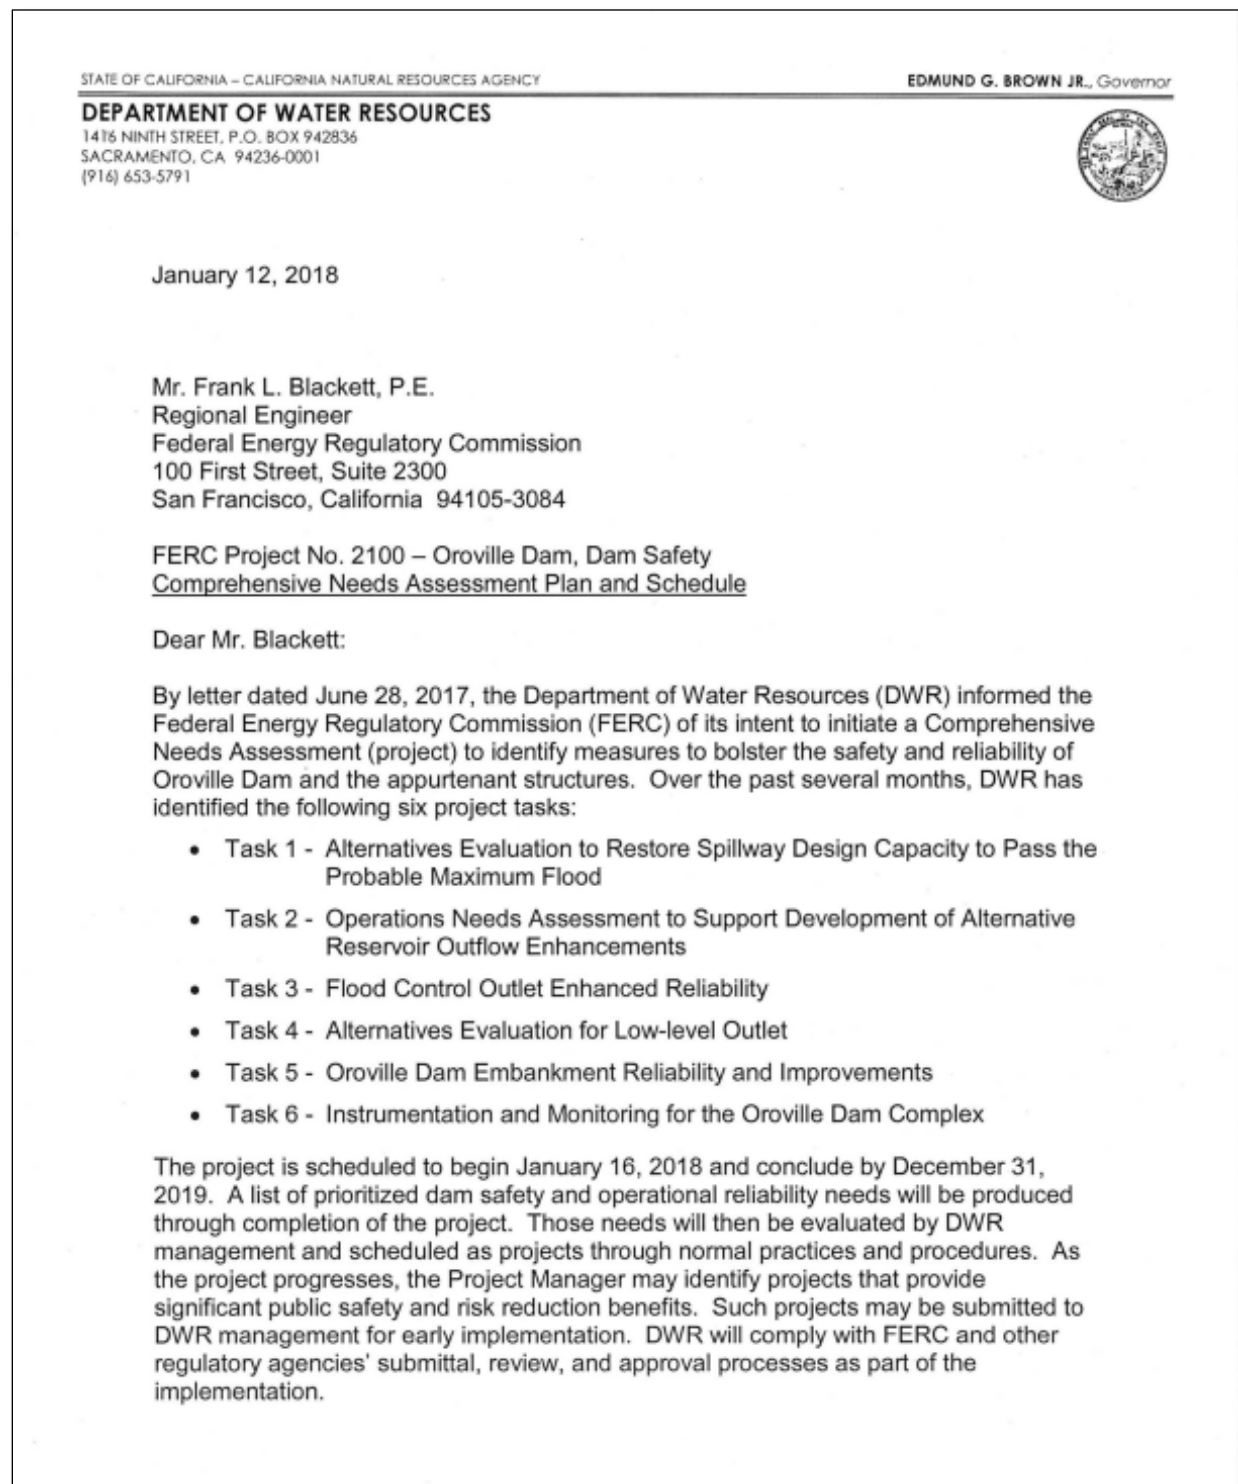 STATE OF CALIFORNIA – CALIFORNIA NATURAL RESOURCES AGENCY
EDMUND G. BROWN JR., Governor
DEPARTMENT OF WATER RESOURCES
1416 NINTH STREET, P.O. BOX 942836
SACRAMENTO, CA 94236-0001
(916) 653-5791
January 12, 2018
Mr. Frank L. Blackett, P.E.
Regional Engineer
Federal Energy Regulatory Commission
100 First Street, Suite 2300
San Francisco, California 94105-3084
FERC Project No. 2100 – Oroville Dam, Dam Safety
Comprehensive Needs Assessment Plan and Schedule
Dear Mr. Blackett:
By letter dated June 28, 2017, the Department of Water Resources (DWR) informed the
Federal Energy Regulatory Commission (FERC) of its intent to initiate a Comprehensive
Needs Assessment (project) to identify measures to bolster the safety and reliability of
Oroville Dam and the appurtenant structures. Over the past several months, DWR has
identified the following six project tasks:
• Task 1 - Alternatives Evaluation to Restore Spillway Design Capacity to Pass the
Probable Maximum Flood
• Task 2 - Operations Needs Assessment to Support Development of Alternative
Reservoir Outflow Enhancements
• Task 3 - Flood Control Outlet Enhanced Reliability
• Task 4 - Alternatives Evaluation for Low-level Outlet
• Task 5 - Oroville Dam Embankment Reliability and Improvements
• Task 6 - Instrumentation and Monitoring for the Oroville Dam Complex
The project is scheduled to begin January 16, 2018 and conclude by December 31,
2019. A list of prioritized dam safety and operational reliability needs will be produced
through completion of the project. Those needs will then be evaluated by DWR
management and scheduled as projects through normal practices and procedures. As
the project progresses, the Project Manager may identify projects that provide
significant public safety and risk reduction benefits. Such projects may be submitted to
DWR management for early implementation. DWR will comply with FERC and other
regulatory agencies' submittal, review, and approval processes as part of the
implementation.